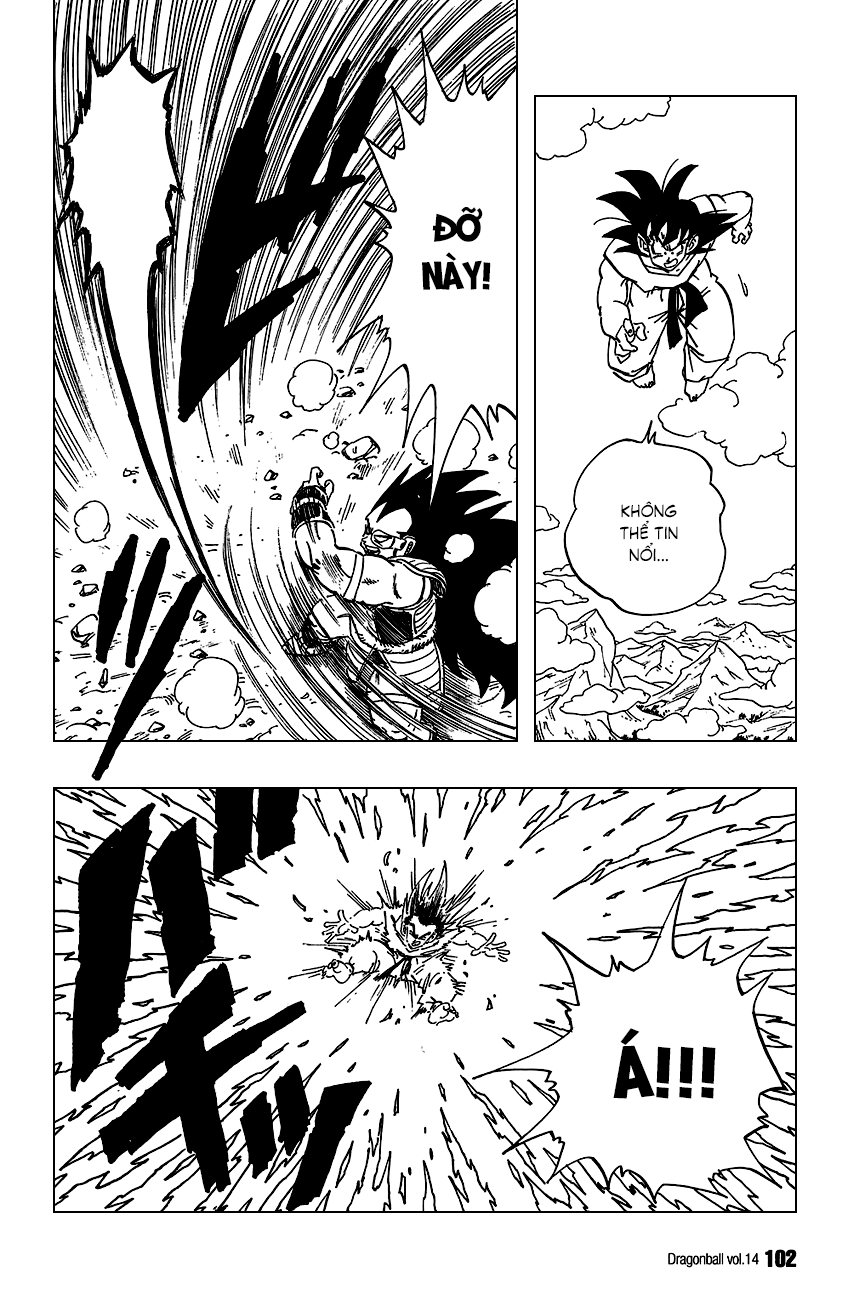 KHÔNG
THỂ TIN
NỔI...
ĐỠ
NÀY!
Á!!!
Dragonball vol.14 102